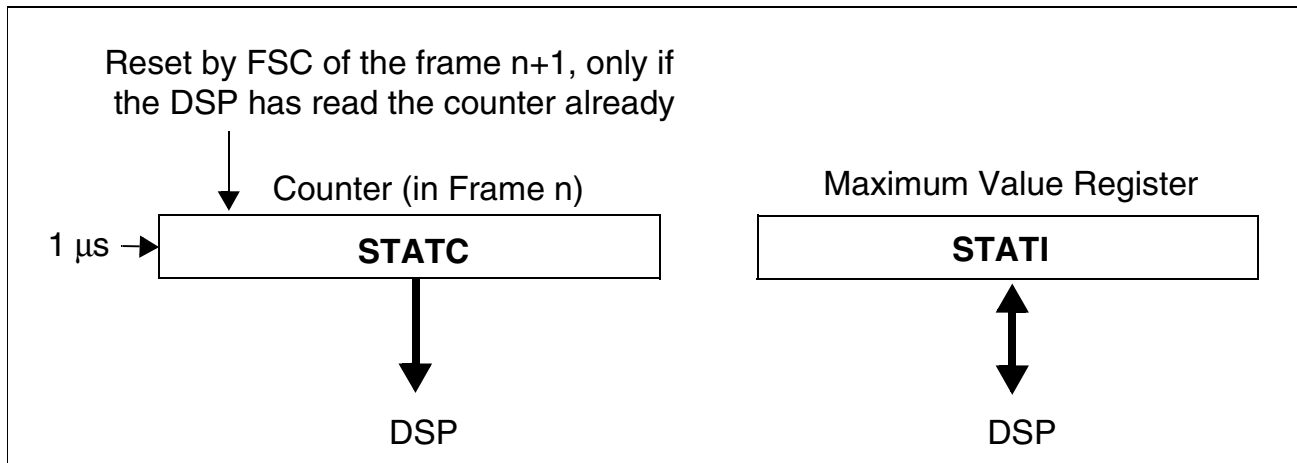 Reset by FSC of the frame n+1, only if
the DSP has read the counter already
Counter (in Frame n)
Maximum Value Register
1 μs
STATC
STATI
DSP
DSP